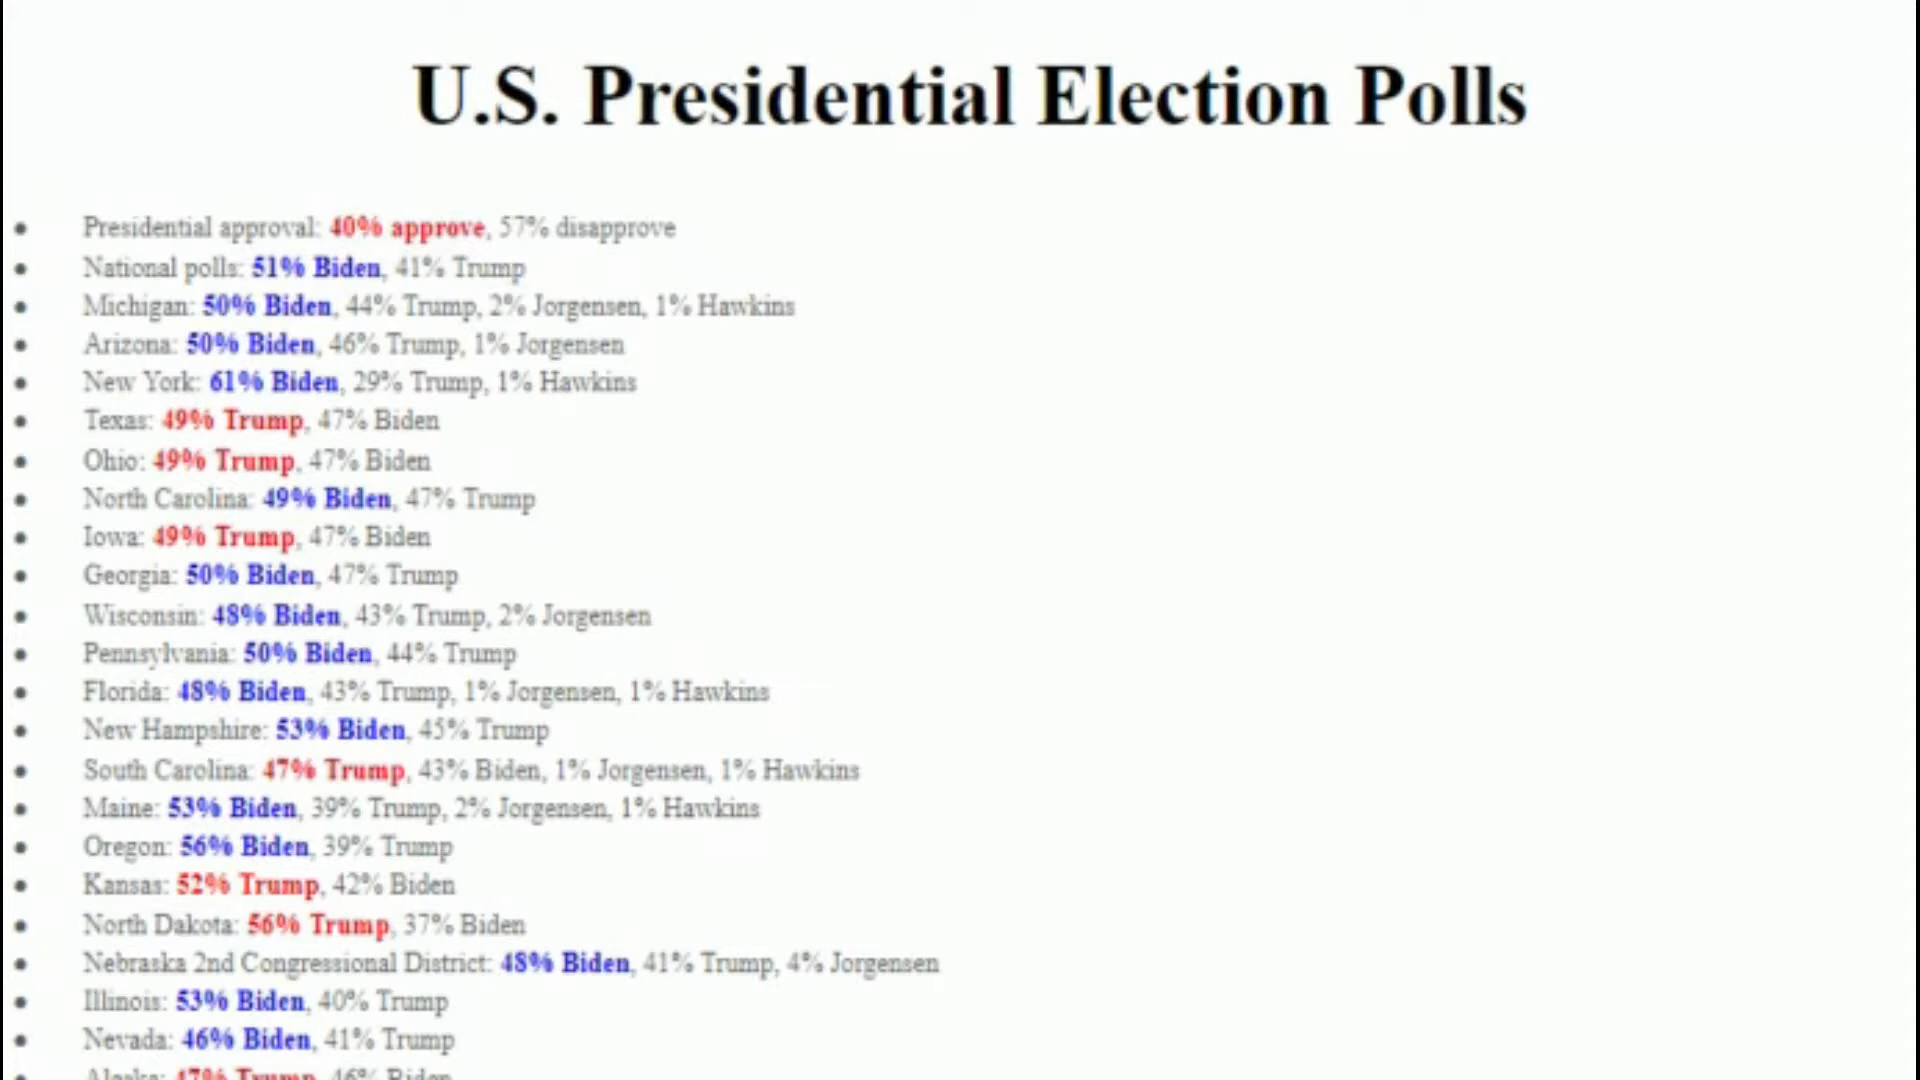 U.S. Presidential Election Polls
• Presidential approval: 40% approve, 57% disapprove
• National polls: 51% Biden, 41% Trump
• Michigan: 50% Biden, 44% Trump, 2% Jorgensen, 1% Hawkins
• Arizona: 50% Biden, 46% Trump, 1% Jorgensen
• New York: 61% Biden, 29% Trump, 1% Hawkins
• Texas: 49% Trump, 47% Biden
• Ohio: 49% Trump, 47% Biden
• North Carolina: 49% Biden, 47% Trump
• Iowa: 49% Trump, 47% Biden
• Georgia: 50% Biden, 47% Trump
• Wisconsin: 48% Biden, 43% Trump, 2% Jorgensen
• Pennsylvania: 50% Biden, 44% Trump
• Florida: 48% Biden, 43% Trump, 1% Jorgensen, 1% Hawkins
• New Hampshire: 53% Biden, 45% Trump
• South Carolina: 47% Trump, 43% Biden, 1% Jorgensen, 1% Hawkins
• Maine: 53% Biden, 39% Trump, 2% Jorgensen, 1% Hawkins
• Oregon: 56% Biden, 39% Trump
• Kansas: 52% Trump, 42% Biden
• North Dakota: 56% Trump, 37% Biden
• Nebraska 2nd Congressional District: 48% Biden, 41% Trump, 4% Jorgensen
• Illinois: 53% Biden, 40% Trump
• Nevada: 46% Biden, 41% Trump
• Alaska: 47% Trump, 46% Biden